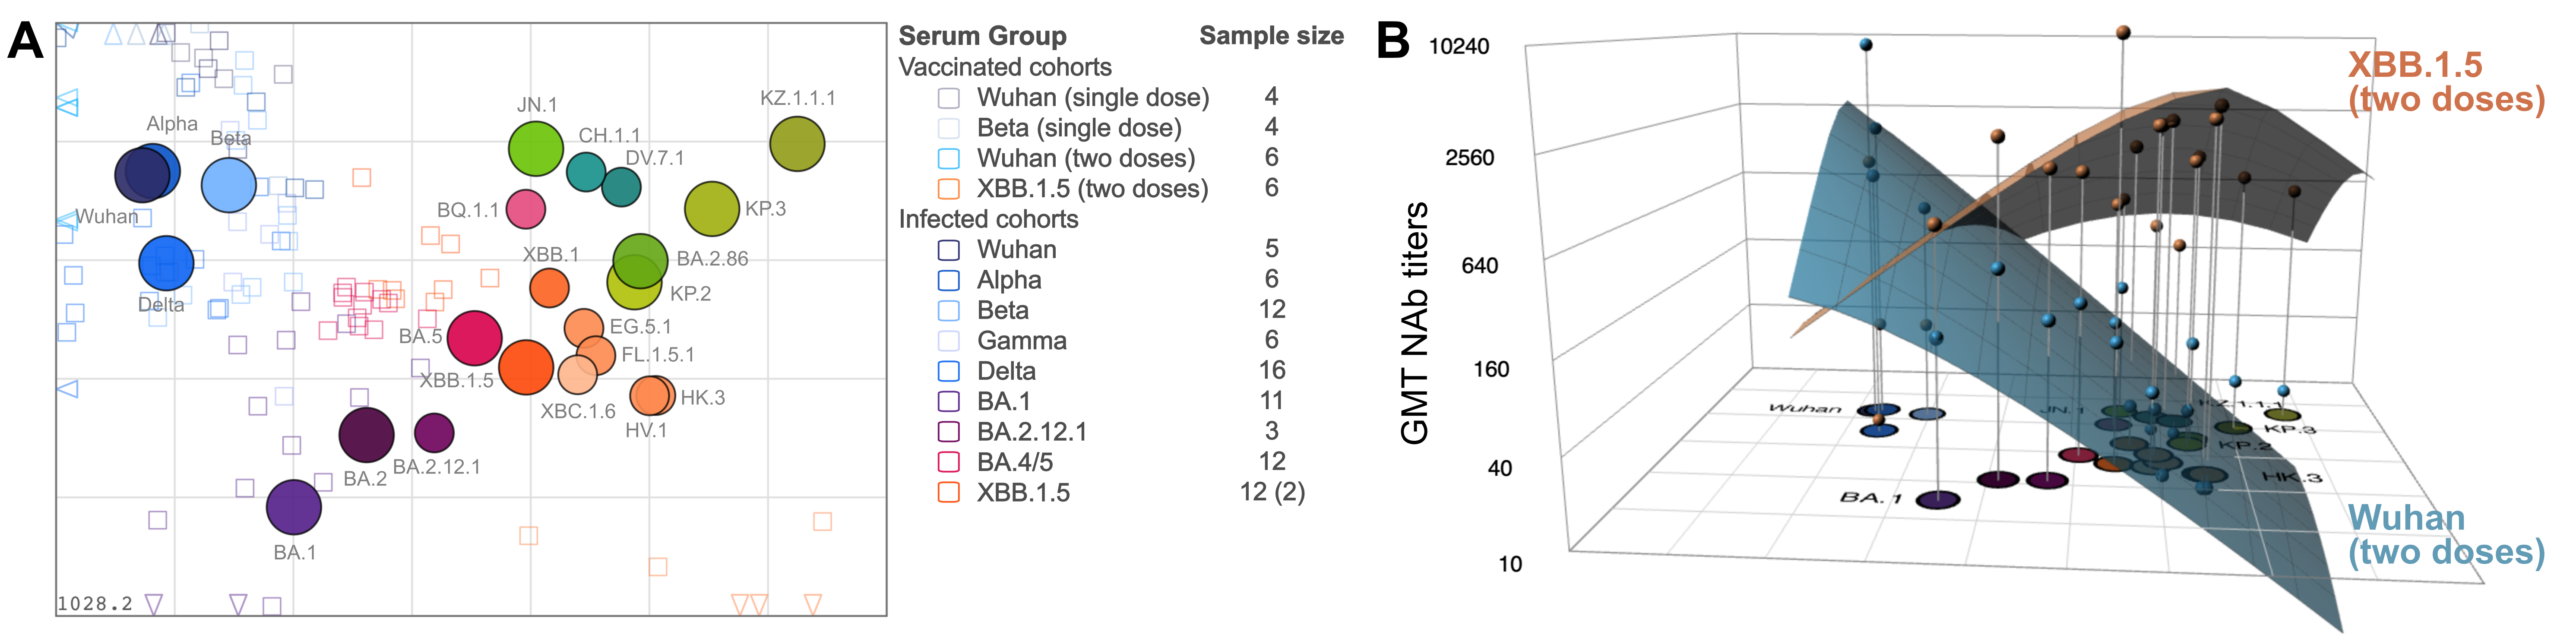 A
Alpha
Beta
Wuhan
Delta
JN.1
CH.1.1
DV.7.1
KZ.1.1.1
BQ.1.1
KP.3
XBB.1
BA.2.86
KP.2
EG.5.1
BA.5
FL.1.5.1
XBB.1.5
XBC.1.6
HK.3
HV.1
BA.2
BA.2.12.1
BA.1
1028.2
Serum Group Sample size
Vaccinated cohorts
Wuhan (single dose) 4
Beta (single dose) 4
Wuhan (two doses) 6
XBB.1.5 (two doses) 6
Infected cohorts
Wuhan 5
Alpha 6
Beta 12
Gamma 6
Delta 16
BA.1 11
BA.2.12.1 3
BA.4/5 12
XBB.1.5 12 (2)
B
GMT NAb titers
10240
2560
640
160
40
10
XBB.1.5
(two doses)
Wuhan
JN.1
KZ.1.1.1
KP.3
KP.2
HK.3
BA.1
Wuhan
(two doses)